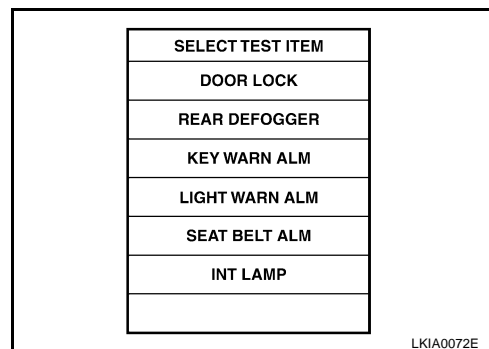 SELECT TEST ITEM
DOOR LOCK
REAR DEFOGGER
KEY WARN ALM
LIGHT WARN ALM
SEAT BELT ALM
INT LAMP
LKIA0072E